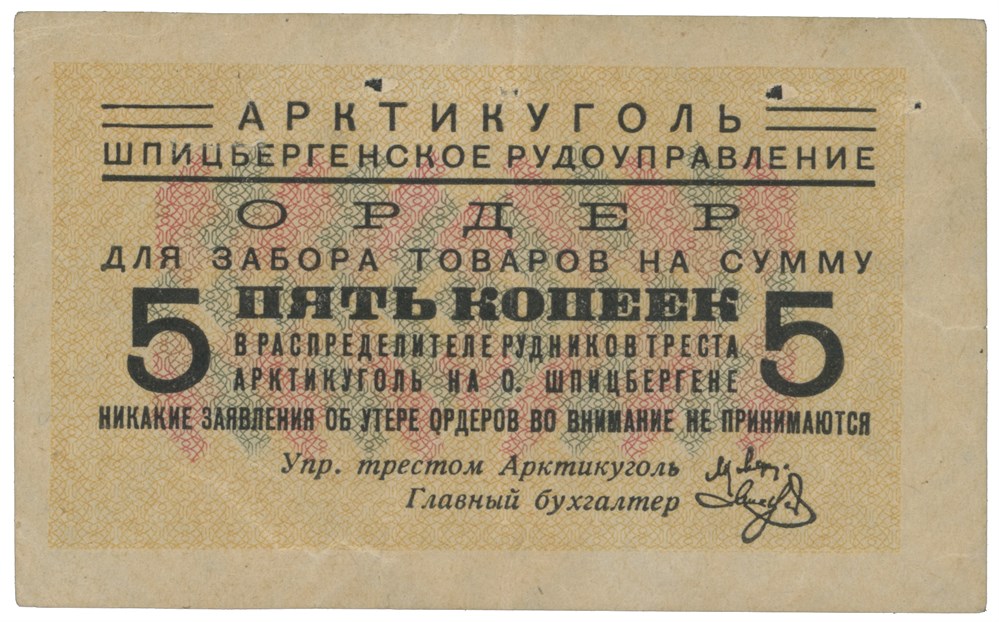 АРКТИКУГОЛЬ
ШПИЦБЕРГЕНСКОЕ РУДОУПРАВЛЕНИЕ
ОРДЕР
ДЛЯ ЗАБОРА ТОВАРОВ НА СУММУ
5 ПЯТЬ КОПЕЕК 5
В РАСПРЕДЕЛИТЕЛЕ РУДНИКОВ ТРЕСТА
АРКТИКУГОЛЬ НА О. ШПИЦБЕРГЕНЕ
НИКАКИЕ ЗАЯВЛЕНИЯ ОБ УТЕРЕ ОРДЕРОВ ВО ВНИМАНИЕ НЕ ПРИНИМАЮТСЯ
Упр. трестом Арктикуголь
Главный бухгалтер